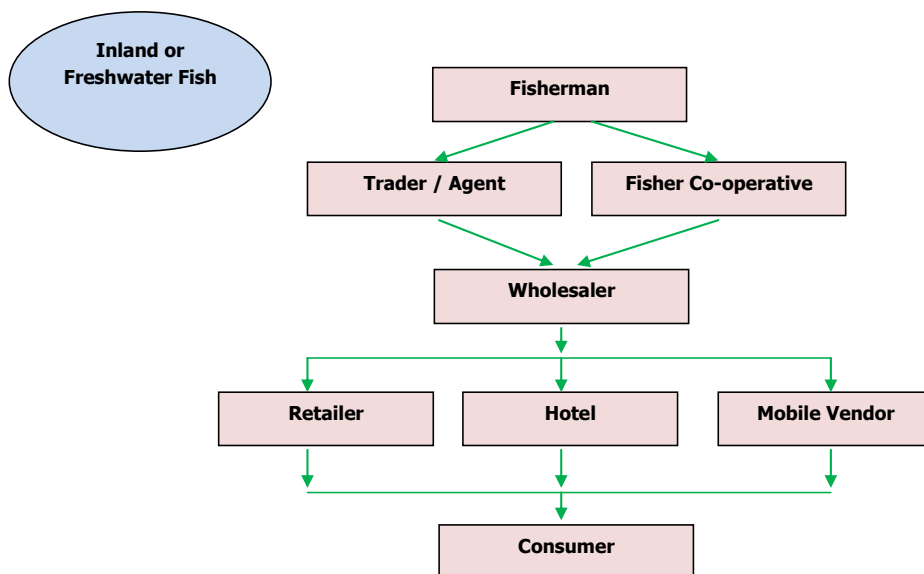 Inland or
Freshwater Fish
Fisherman
Trader / Agent
Fisher Co-operative
Wholesaler
Retailer
Hotel
Mobile Vendor
Consumer